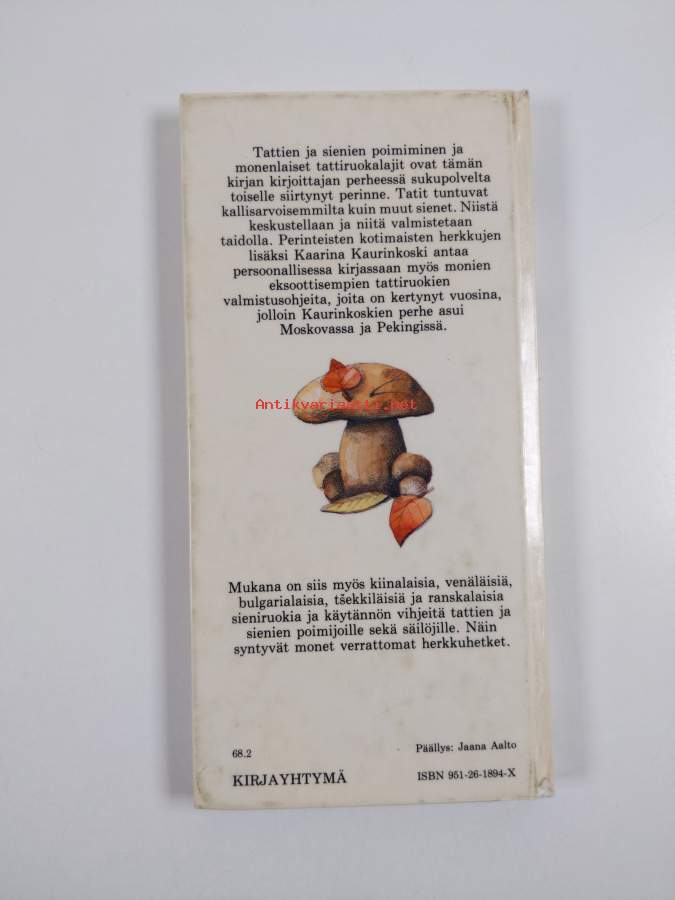 Tattien ja sienien poimiminen ja
monenlaiset tattiruokalajit ovat tämän
kirjan kirjoittajan perheessä sukupolvelta
toiselle siirtynyt perinne. Tatit tuntuvat
kallisarvoisemmilta kuin muut sienet. Niistä
keskustellaan ja niitä valmistetaan
taidolla. Perinteisten kotimaisten herkkujen
lisäksi Kaarina Kaurinkoski antaa
persoonallisessa kirjassaan myös monien
eksoottisempien tattiruokien
valmistusohjeita, joita on kertynyt vuosina,
jolloin Kaurinkoskien perhe asui
Moskovassa ja Pekingissä.
Antikvariaatti.net
Mukana on siis myös kiinalaisia, venäläisiä,
bulgarialaisia, tšekkiläisiä ja ranskalaisia
sieniruokia ja käytännön vihjeitä tattien ja
sienien poimijoille sekä säilöjille. Näin
syntyvät monet verrattomat herkkuhetket.
68.2
Päällys: Jaana Aalto
KIRJAYHTYMÄ
ISBN 951-26-1894-X